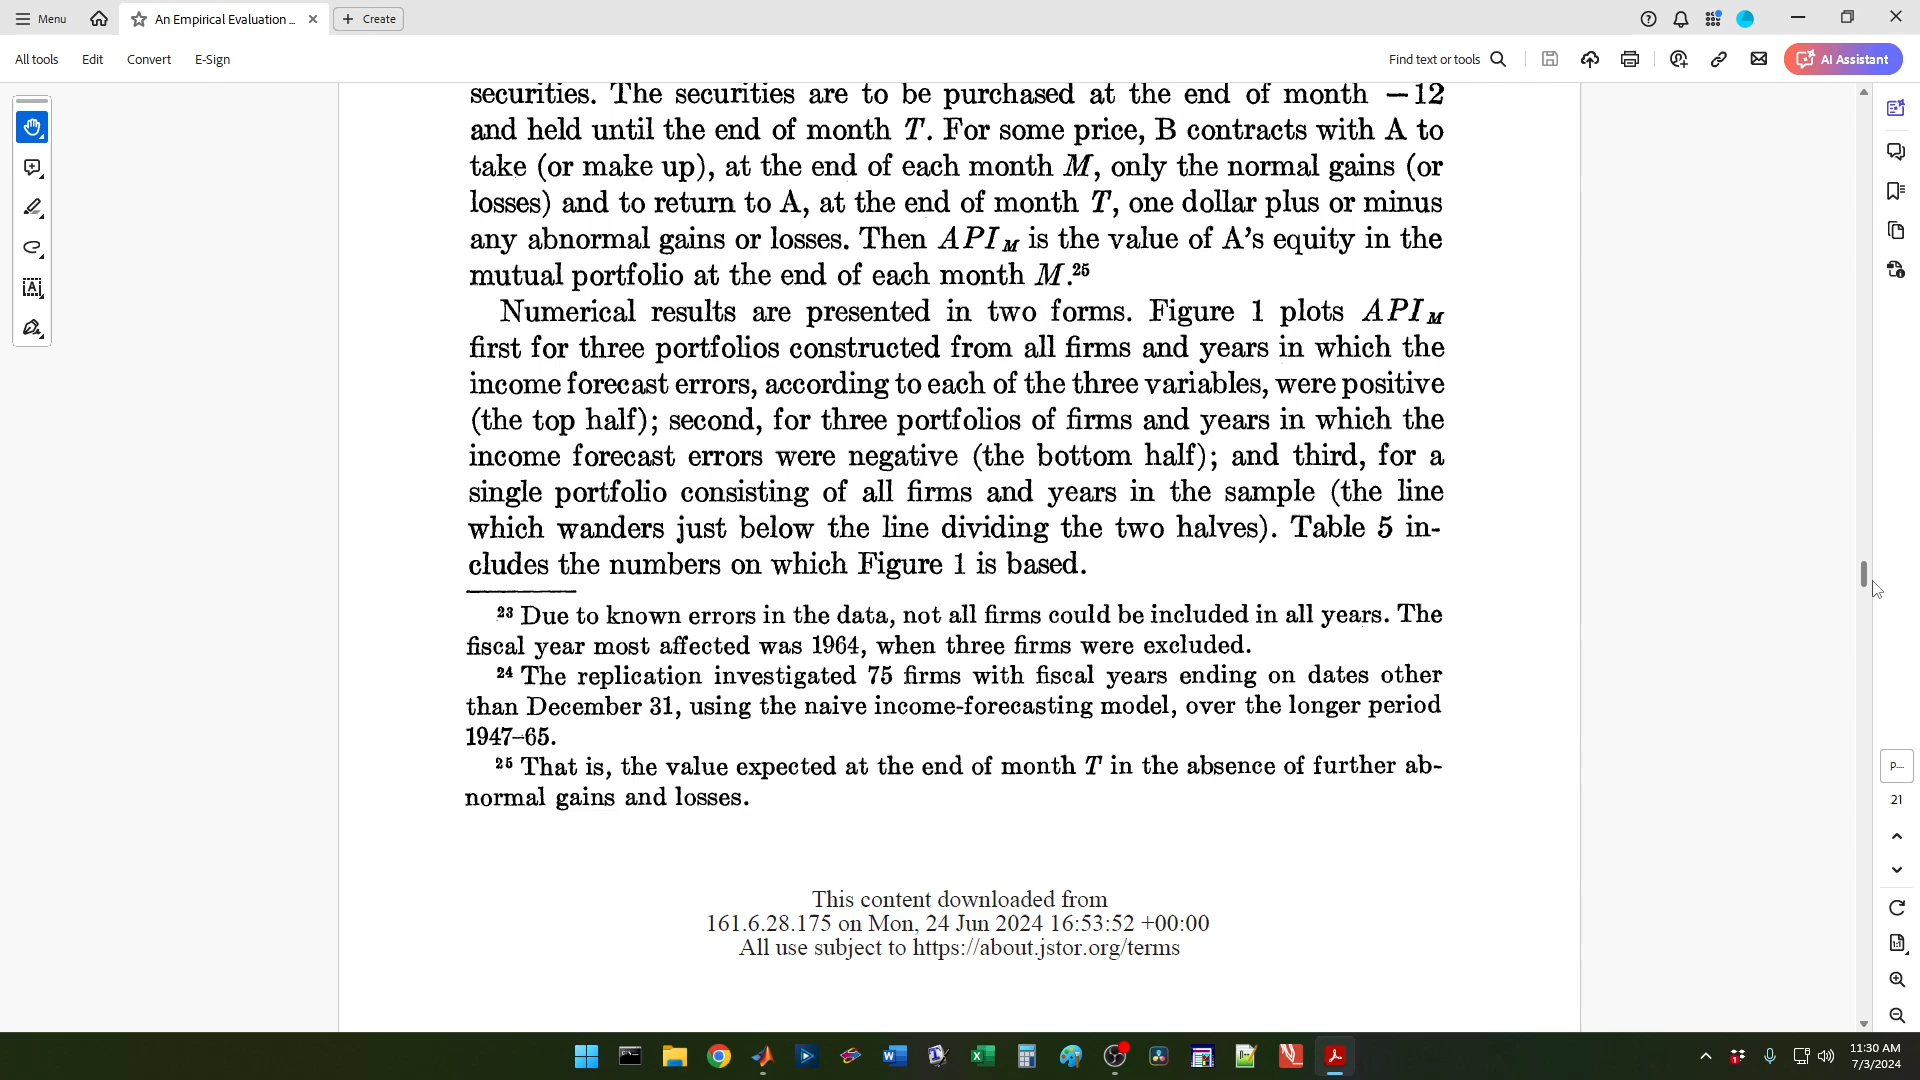 Menu
An Empirical Evaluation ...
Create
All tools
Edit
Convert
E-Sign
Find text or tools
AI Assistant
securities. The securities are to be purchased at the end of month −12
and held until the end of month T. For some price, B contracts with A to
take (or make up), at the end of each month M, only the normal gains (or
losses) and to return to A, at the end of month T, one dollar plus or minus
any abnormal gains or losses. Then API M is the value of A's equity in the
mutual portfolio at the end of each month M.25
Numerical results are presented in two forms. Figure 1 plots API M
first for three portfolios constructed from all firms and years in which the
income forecast errors, according to each of the three variables, were positive
(the top half); second, for three portfolios of firms and years in which the
income forecast errors were negative (the bottom half); and third, for a
single portfolio consisting of all firms and years in the sample (the line
which wanders just below the line dividing the two halves). Table 5 in-
cludes the numbers on which Figure 1 is based.
23 Due to known errors in the data, not all firms could be included in all years. The
fiscal year most affected was 1964, when three firms were excluded.
24 The replication investigated 75 firms with fiscal years ending on dates other
than December 31, using the naive income-forecasting model, over the longer period
1947–65.
25 That is, the value expected at the end of month T in the absence of further ab-
normal gains and losses.
This content downloaded from
161.6.28.175 on Mon, 24 Jun 2024 16:53:52 +00:00
All use subject to https://about.jstor.org/terms
P...
21
11:30 AM
7/3/2024